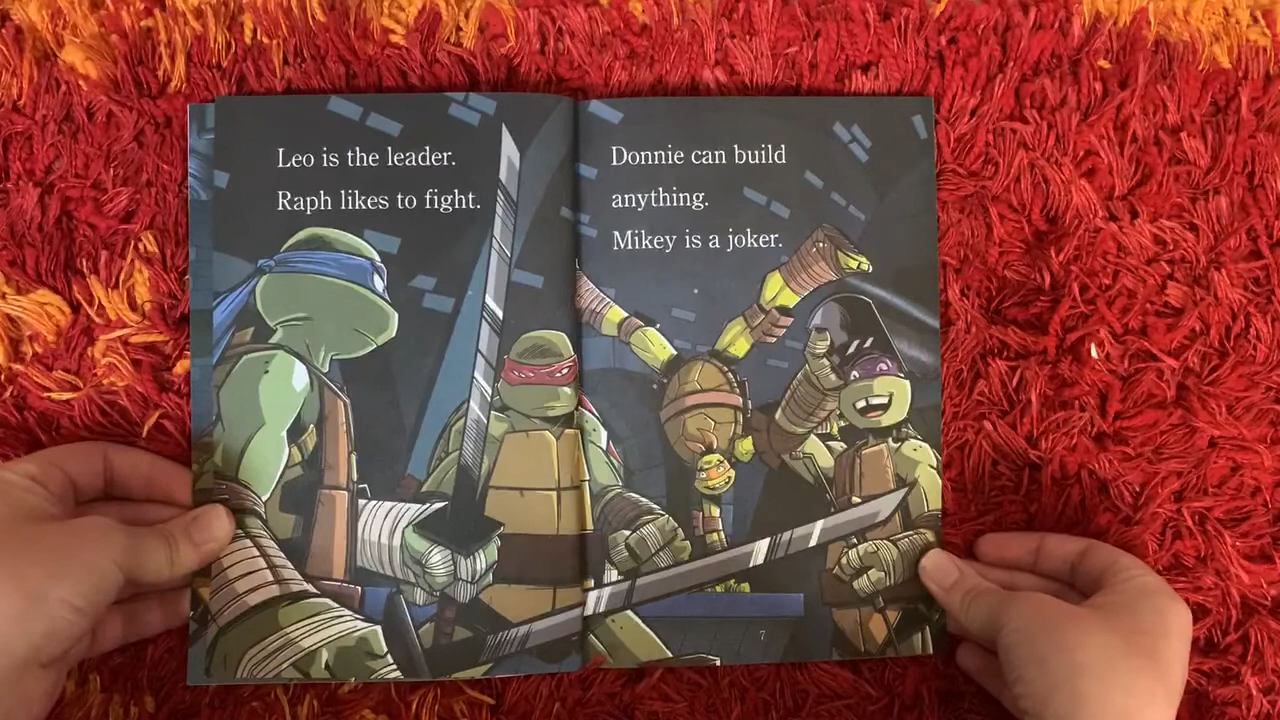 Leo is the leader.
Raph likes to fight.
Donnie can build
anything.
Mikey is a joker.
7